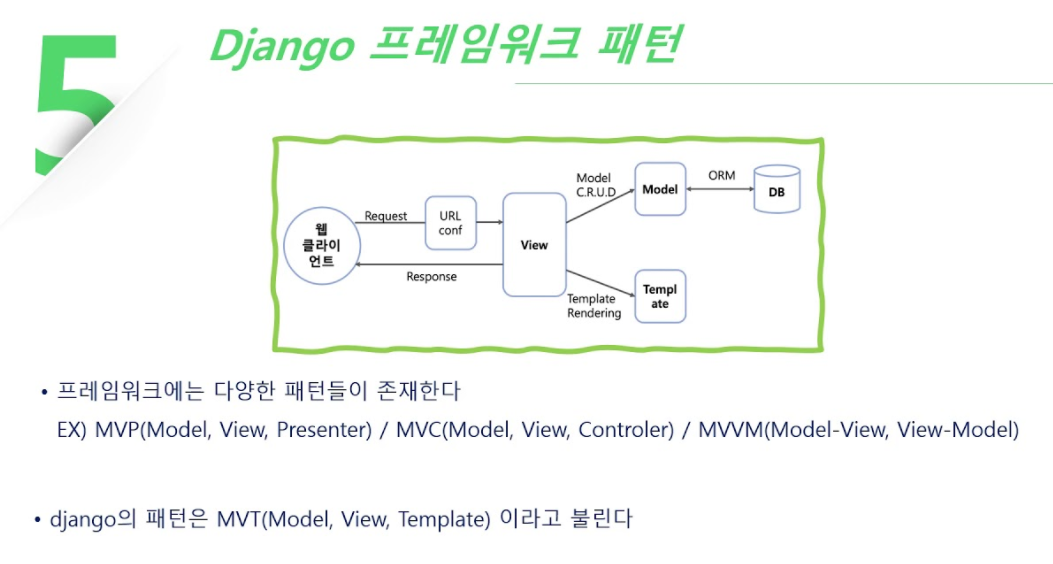 5
Django 프레임워크 패턴
웹
클라이
언트
Request
URL
conf
View
Response
Model
C.R.U.D
Model
ORM
DB
Template
Rendering
Templ
ate
• 프레임워크에는 다양한 패턴들이 존재한다
EX) MVP(Model, View, Presenter) / MVC(Model, View, Controler) / MVVM(Model-View, View-Model)
• django의 패턴은 MVT(Model, View, Template) 이라고 불린다